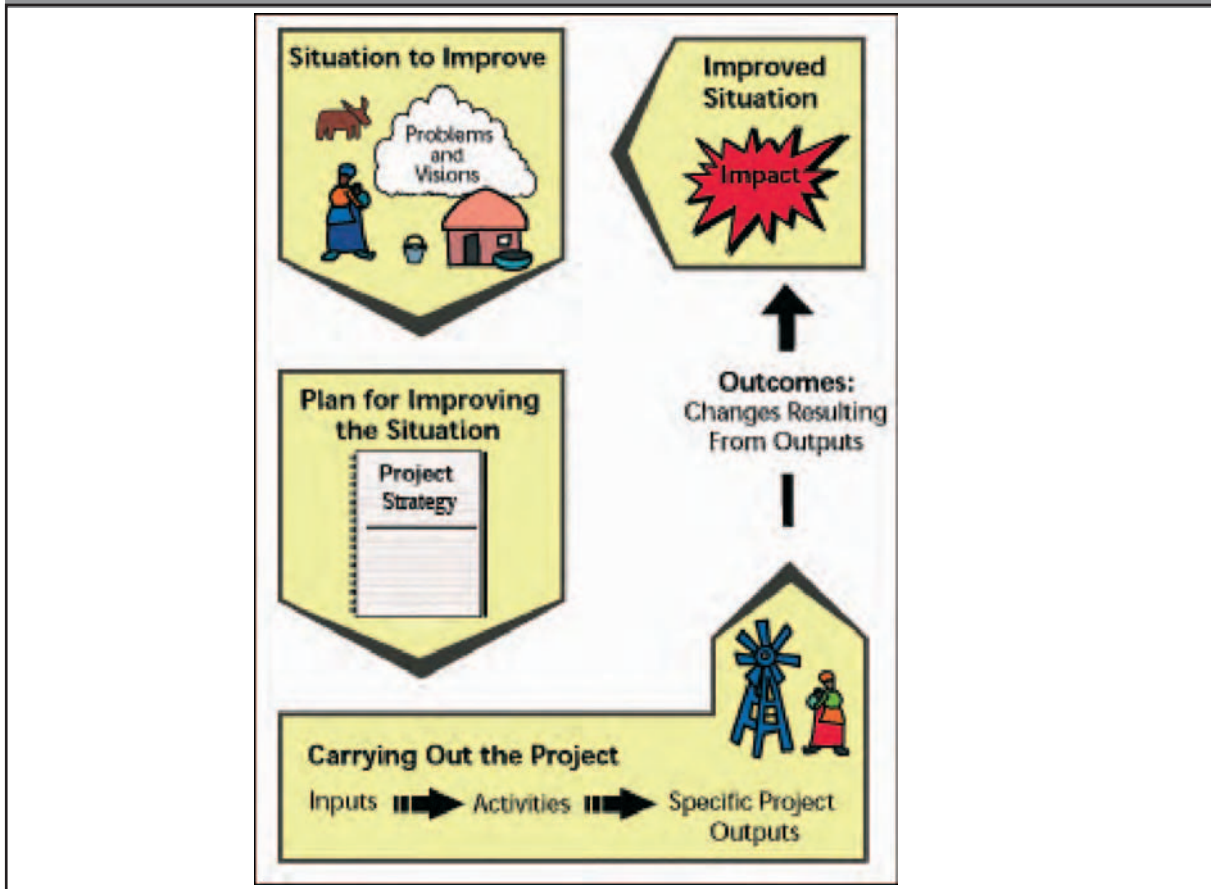 Situation to Improve
Problems
and
Visions
Plan for Improving
the Situation
Project
Strategy
Carrying Out the Project
Inputs
Activities
Specific Project
Outputs
Outcomes:
Changes Resulting
From Outputs
Improved
Situation
Impact